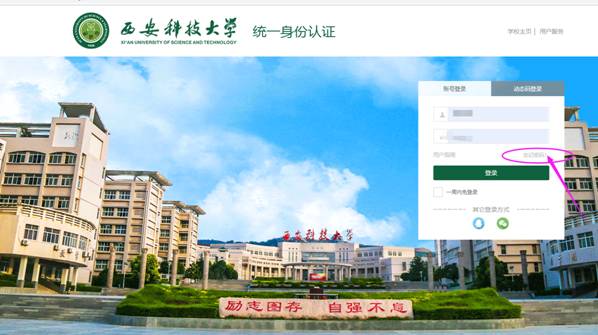 西安科技大学 统一身份认证
XI'AN UNIVERSITY OF SCIENCE AND TECHNOLOGY
学校主页 | 用户服务
账号登录 动态码登录
用户激活 忘记密码
登录
一周内免登录
其它登录方式
西安科技大学
励志图存 自强不息